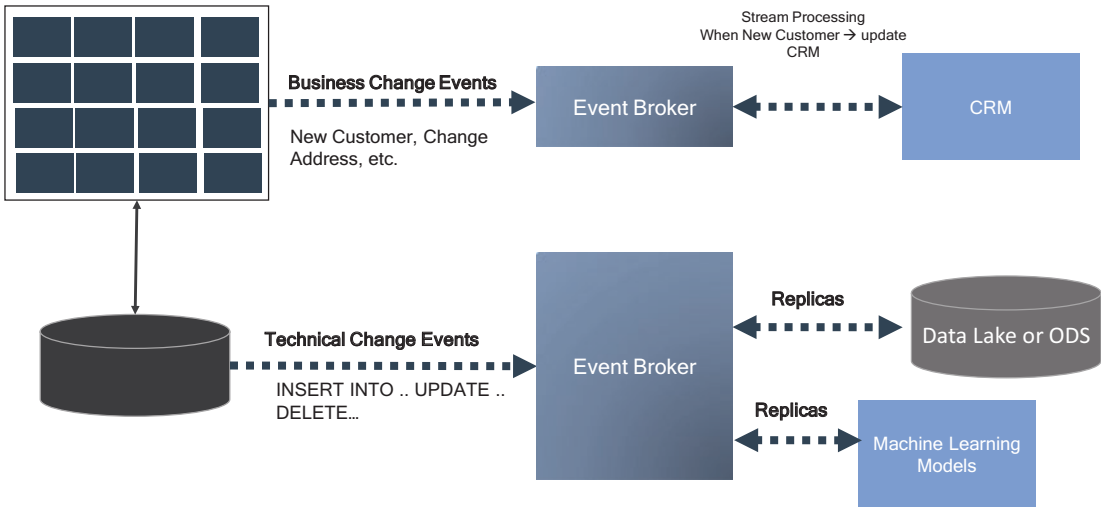 Stream Processing
When New Customer → update
CRM
Business Change Events
Event Broker
CRM
New Customer, Change
Address, etc.
Replicas
Data Lake or ODS
Technical Change Events
Event Broker
INSERT INTO .. UPDATE ..
DELETE…
Replicas
Machine Learning
Models